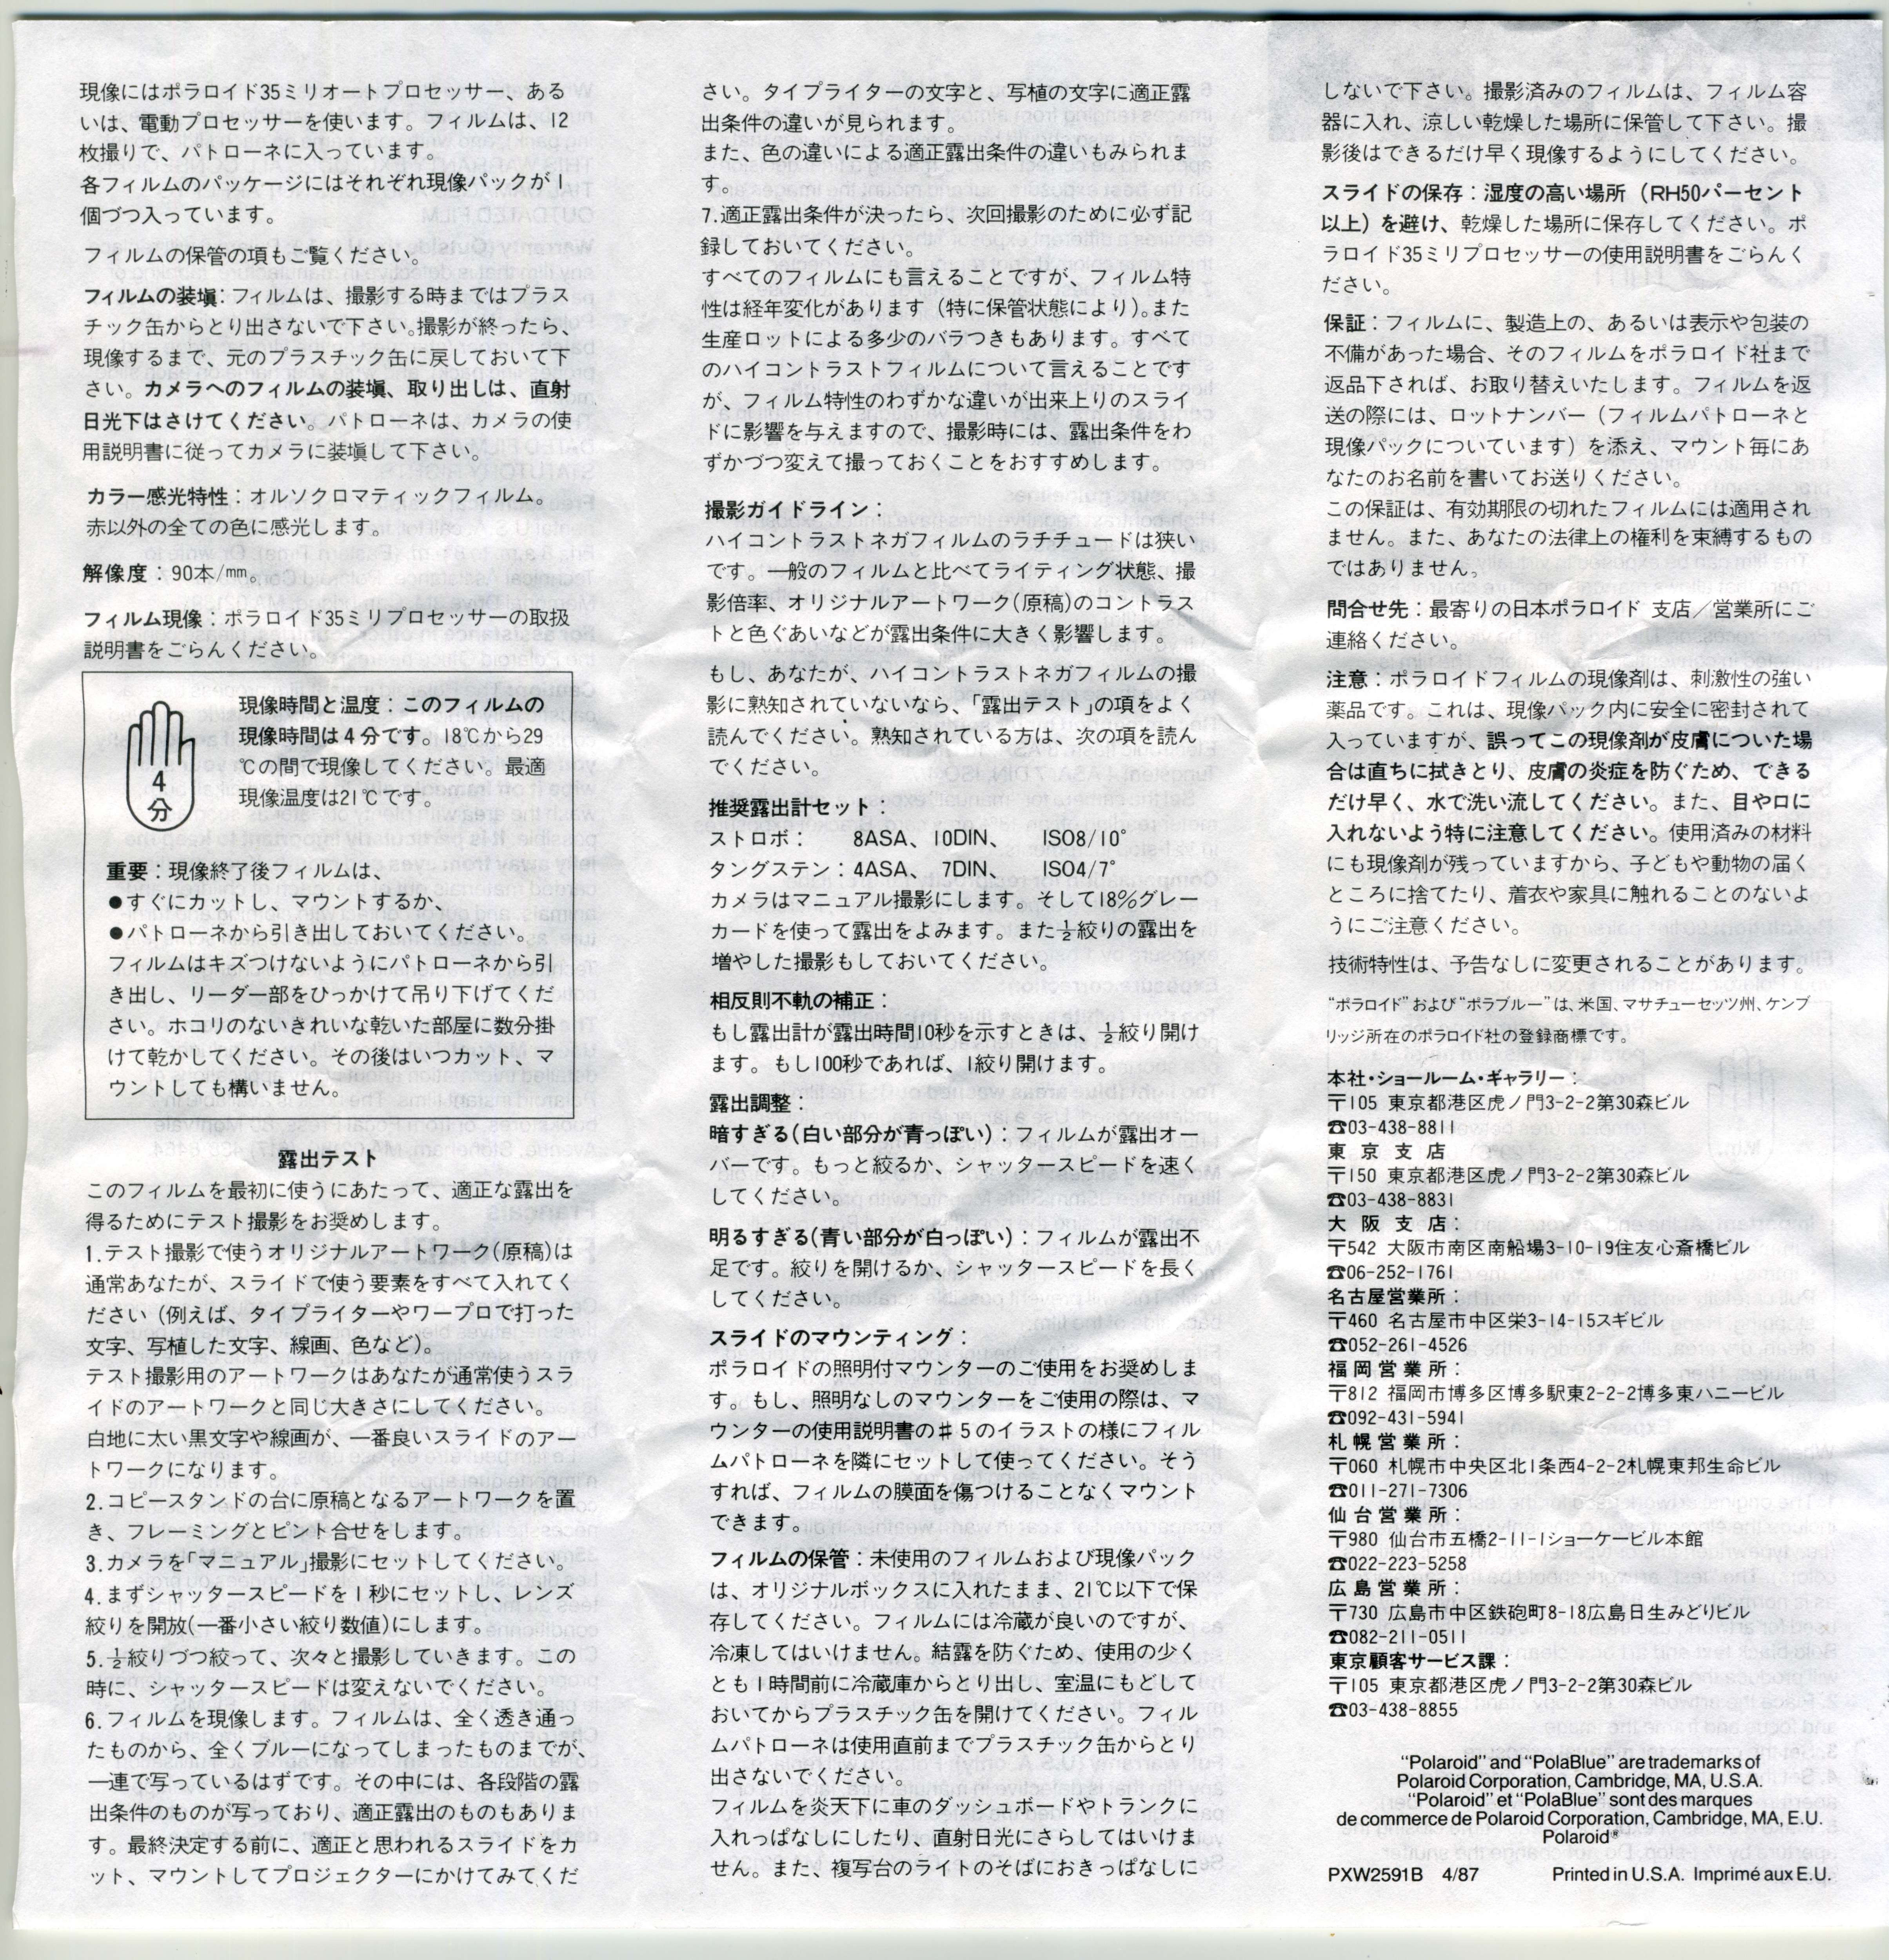 現像にはポラロイド35ミリオートプロセッサー、ある
いは、電動プロセッサーを使います。フィルムは、12
枚撮りで、パトローネに入っています。
各フィルムのパッケージにはそれぞれ現像パックが1
個づつ入っています。
フィルムの保管の項もご覧ください。
フィルムの装塡:フィルムは、撮影する時まではプラス
チック缶からとり出さないで下さい。撮影が終ったら、
現像するまで、元のプラスチック缶に戻しておいて下
さい。カメラへのフィルムの装塡、取り出しは、直射
日光下はさけてください。パトローネは、カメラの使
用説明書に従ってカメラに装塡して下さい。
カラー感光特性:オルソクロマティックフィルム。
赤以外の全ての色に感光します。
解像度:90本/mm。
フィルム現像:ポラロイド35ミリプロセッサーの取扱
説明書をごらんください。
4
分
現像時間と温度:このフィルムの
現像時間は4分です。18℃から29
℃の間で現像してください。最適
現像温度は21℃です。
重要:現像終了後フィルムは、
●すぐにカットし、マウントするか、
●パトローネから引き出しておいてください。
フィルムはキズつけないようにパトローネから引
き出し、リーダー部をひっかけて吊り下げてくだ
さい。ホコリのないきれいな乾いた部屋に数分掛
けて乾かしてください。その後はいつカット、マ
ウントしても構いません。
露出テスト
このフィルムを最初に使うにあたって、適正な露出を
得るためにテスト撮影をお奨めします。
1.テスト撮影で使うオリジナルアートワーク(原稿)は
通常あなたが、スライドで使う要素をすべて入れてく
ださい(例えば、タイプライターやワープロで打った
文字、写植した文字、線画、色など)。
テスト撮影用のアートワークはあなたが通常使うスラ
イドのアートワークと同じ大きさにしてください。
白地に太い黒文字や線画が、一番良いスライドのアー
トワークになります。
2.コピースタンドの台に原稿となるアートワークを置
き、フレーミングとピント合せをします。
3.カメラを「マニュアル」撮影にセットしてください。
4.まずシャッタースピードを1秒にセットし、レンズ
絞りを開放(一番小さい絞り数値)にします。
5.½絞りづつ絞って、次々と撮影していきます。この
時に、シャッタースピードは変えないでください。
6.フィルムを現像します。フィルムは、全く透き通っ
たものから、全くブルーになってしまったものまでが、
一連で写っているはずです。その中には、各段階の露
出条件のものが写っており、適正露出のものもありま
す。最終決定する前に、適正と思われるスライドをカ
ット、マウントしてプロジェクターにかけてみてくだ
さい。タイプライターの文字と、写植の文字に適正露
出条件の違いが見られます。
また、色の違いによる適正露出条件の違いもみられま
す。
7.適正露出条件が決ったら、次回撮影のために必ず記
録しておいてください。
すべてのフィルムにも言えることですが、フィルム特
性は経年変化があります(特に保管状態により)。また
生産ロットによる多少のバラつきもあります。すべて
のハイコントラストフィルムについて言えることです
が、フィルム特性のわずかな違いが出来上りのスライ
ドに影響を与えますので、撮影時には、露出条件をわ
ずかづつ変えて撮っておくことをおすすめします。
撮影ガイドライン:
ハイコントラストネガフィルムのラチチュードは狭い
です。一般のフィルムと比べてライティング状態、撮
影倍率、オリジナルアートワーク(原稿)のコントラス
トと色ぐあいなどが露出条件に大きく影響します。
もし、あなたが、ハイコントラストネガフィルムの撮
影に熟知されていないなら、「露出テスト」の項をよく
読んでください。熟知されている方は、次の項を読ん
でください。
推奨露出計セット:
ストロボ: 8ASA、10DIN、 ISO8/10°
タングステン:4ASA、 7DIN、 ISO4/7°
カメラはマニュアル撮影にします。そして18%グレー
カードを使って露出をよみます。また½絞りの露出を
増やした撮影もしておいてください。
相反則不軌の補正:
もし露出計が露出時間10秒を示すときは、½絞り開け
ます。もし100秒であれば、1絞り開けます。
露出調整:
暗すぎる(白い部分が青っぽい):フィルムが露出オー
バーです。もっと絞るか、シャッタースピードを速く
してください。
明るすぎる(青い部分が白っぽい):フィルムが露出不
足です。絞りを開けるか、シャッタースピードを長く
してください。
スライドのマウンティング:
ポラロイドの照明付マウンターのご使用をお奨めしま
す。もし、照明なしのマウンターをご使用の際は、マ
ウンターの使用説明書の♯5のイラストの様にフィル
ムパトローネを隣にセットして使ってください。そう
すれば、フィルムの膜面を傷つけることなくマウント
できます。
フィルムの保管:未使用のフィルムおよび現像パック
は、オリジナルボックスに入れたまま、21℃以下で保
存してください。フィルムには冷蔵が良いのですが、
冷凍してはいけません。結露を防ぐため、使用の少く
とも1時間前に冷蔵庫からとり出し、室温にもどして
おいてからプラスチック缶を開けてください。フィル
ムパトローネは使用直前までプラスチック缶からとり
出さないでください。
フィルムを炎天下に車のダッシュボードやトランクに
入れっぱなしにしたり、直射日光にさらしてはいけま
せん。また、複写台のライトのそばにおきっぱなしに
しないで下さい。撮影済みのフィルムは、フィルム容
器に入れ、涼しい乾燥した場所に保管して下さい。撮
影後はできるだけ早く現像するようにしてください。
スライドの保存:湿度の高い場所(RH50パーセント
以上)を避け、乾燥した場所に保存してください。ポ
ラロイド35ミリプロセッサーの使用説明書をごらんく
ださい。
保証:フィルムに、製造上の、あるいは表示や包装の
不備があった場合、そのフィルムをポラロイド社まで
返品下されば、お取り替えいたします。フィルムを返
送の際には、ロットナンバー(フィルムパトローネと
現像パックについています)を添え、マウント毎にあ
なたのお名前を書いてお送りください。
この保証は、有効期限の切れたフィルムには適用され
ません。また、あなたの法律上の権利を束縛するもの
ではありません。
問合せ先:最寄りの日本ポラロイド 支店/営業所にご
連絡ください。
注意:ポラロイドフィルムの現像剤は、刺激性の強い
薬品です。これは、現像パック内に安全に密封されて
入っていますが、誤ってこの現像剤が皮膚についた場
合は直ちに拭きとり、皮膚の炎症を防ぐため、できる
だけ早く、水で洗い流してください。また、目や口に
入れないよう特に注意してください。使用済みの材料
にも現像剤が残っていますから、子どもや動物の届く
ところに捨てたり、着衣や家具に触れることのないよ
うにご注意ください。
技術特性は、予告なしに変更されることがあります。
“ポラロイド”および“ポラブルー”は、米国、マサチューセッツ州、ケンブ
リッジ所在のポラロイド社の登録商標です。
本社・ショールーム・ギャラリー:
〒105 東京都港区虎ノ門3-2-2第30森ビル
☎03-438-8811
東京支店
〒150 東京都港区虎ノ門3-2-2第30森ビル
☎03-438-8831
大阪支店:
〒542 大阪市南区南船場3-10-19住友心斎橋ビル
☎06-252-1761
名古屋営業所:
〒460 名古屋市中区栄3-14-15スギビル
☎052-261-4526
福岡営業所:
〒812 福岡市博多区博多駅東2-2-2博多東ハニービル
☎092-431-5941
札幌営業所:
〒060 札幌市中央区北1条西4-2-2札幌東邦生命ビル
☎011-271-7306
仙台営業所:
〒980 仙台市五橋2-11-1ショーケービル本館
☎022-223-5258
広島営業所:
〒730 広島市中区鉄砲町8-18広島日生みどりビル
☎082-211-0511
東京顧客サービス課:
〒105 東京都港区虎ノ門3-2-2第30森ビル
☎03-438-8855
“Polaroid” and “PolaBlue” are trademarks of
Polaroid Corporation, Cambridge, MA, U.S.A.
“Polaroid” et “PolaBlue” sont des marques
de commerce de Polaroid Corporation, Cambridge, MA, E.U.
Polaroid®
PXW2591B 4/87 Printed in U.S.A. Imprimé aux E.U.